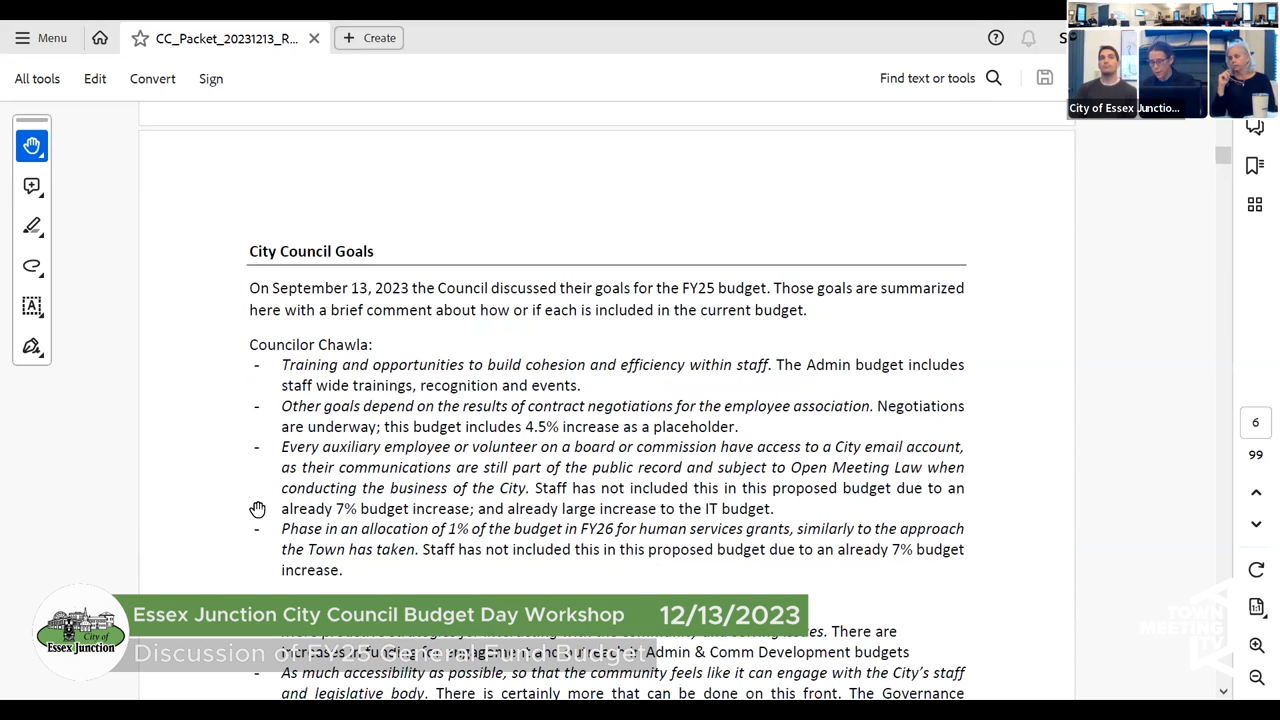 Menu
CC_Packet_20231213_R...
Create
All tools
Edit
Convert
Sign
Find text or tools
City of Essex Junctio...
City Council Goals
On September 13, 2023 the Council discussed their goals for the FY25 budget. Those goals are summarized
here with a brief comment about how or if each is included in the current budget.
Councilor Chawla:
- Training and opportunities to build cohesion and efficiency within staff. The Admin budget includes
staff wide trainings, recognition and events.
- Other goals depend on the results of contract negotiations for the employee association. Negotiations
are underway; this budget includes 4.5% increase as a placeholder.
- Every auxiliary employee or volunteer on a board or commission have access to a City email account,
as their communications are still part of the public record and subject to Open Meeting Law when
conducting the business of the City. Staff has not included this in this proposed budget due to an
already 7% budget increase; and already large increase to the IT budget.
- Phase in an allocation of 1% of the budget in FY26 for human services grants, similarly to the approach
the Town has taken. Staff has not included this in this proposed budget due to an already 7% budget
increase.
6
99
1:1
City of
Essex Junction
Essex Junction City Council Budget Day Workshop 12/13/2023
Discussion of FY25 General Fund Budget
There are
Admin & Comm Development budgets
- As much accessibility as possible, so that the community feels like it can engage with the City's staff
and legislative body. There is certainly more that can be done on this front. The Governance
TOWN
MEETING
TV